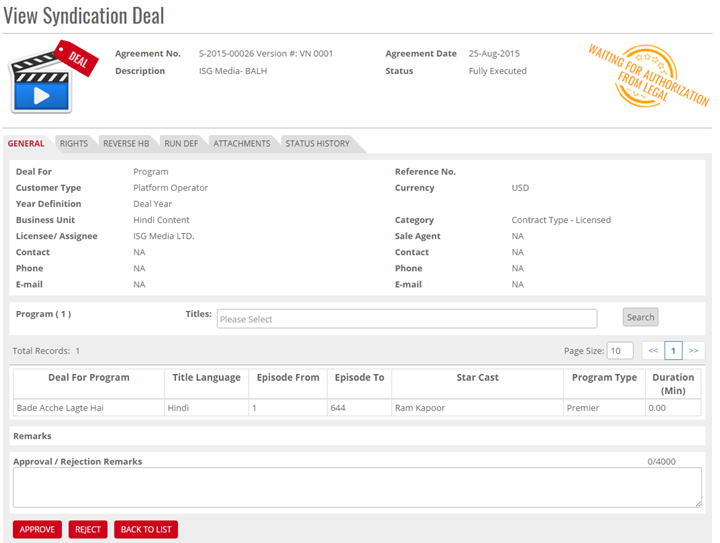 View Syndication Deal
DEAL
Agreement No. S-2015-00026 Version #: VN 0001 Agreement Date 25-Aug-2015
Description ISG Media- BALH Status Fully Executed
WAITING FOR AUTHORIZATION
FROM LEGAL
GENERAL RIGHTS REVERSE HB RUN DEF ATTACHMENTS STATUS HISTORY
Deal For Program Reference No.
Customer Type Platform Operator Currency USD
Year Definition Deal Year
Business Unit Hindi Content Category Contract Type - Licensed
Licensee/ Assignee ISG Media LTD. Sale Agent NA
Contact NA Contact NA
Phone NA Phone NA
E-mail NA E-mail NA
Program ( 1 ) Titles: Please Select Search
Total Records: 1 Page Size: 10 << 1 >>
Deal For Program Title Language Episode From Episode To Star Cast Program Type Duration
(Min)
Bade Acche Lagte Hai Hindi 1 644 Ram Kapoor Premier 0.00
Remarks
Approval / Rejection Remarks 0/4000
APPROVE REJECT BACK TO LIST